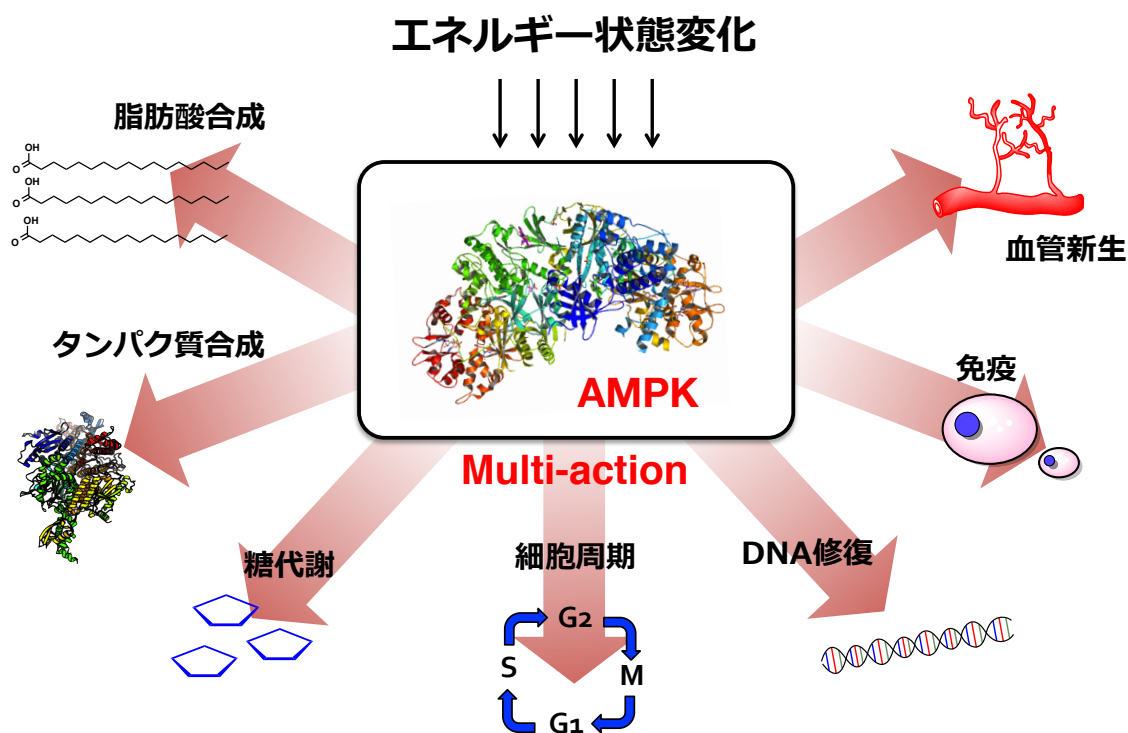 エネルギー状態変化
脂肪酸合成
OH
O
OH
O
OH
O
血管新生
タンパク質合成
免疫
AMPK
Multi-action
糖代謝
細胞周期
DNA修復
G2
S
M
G1